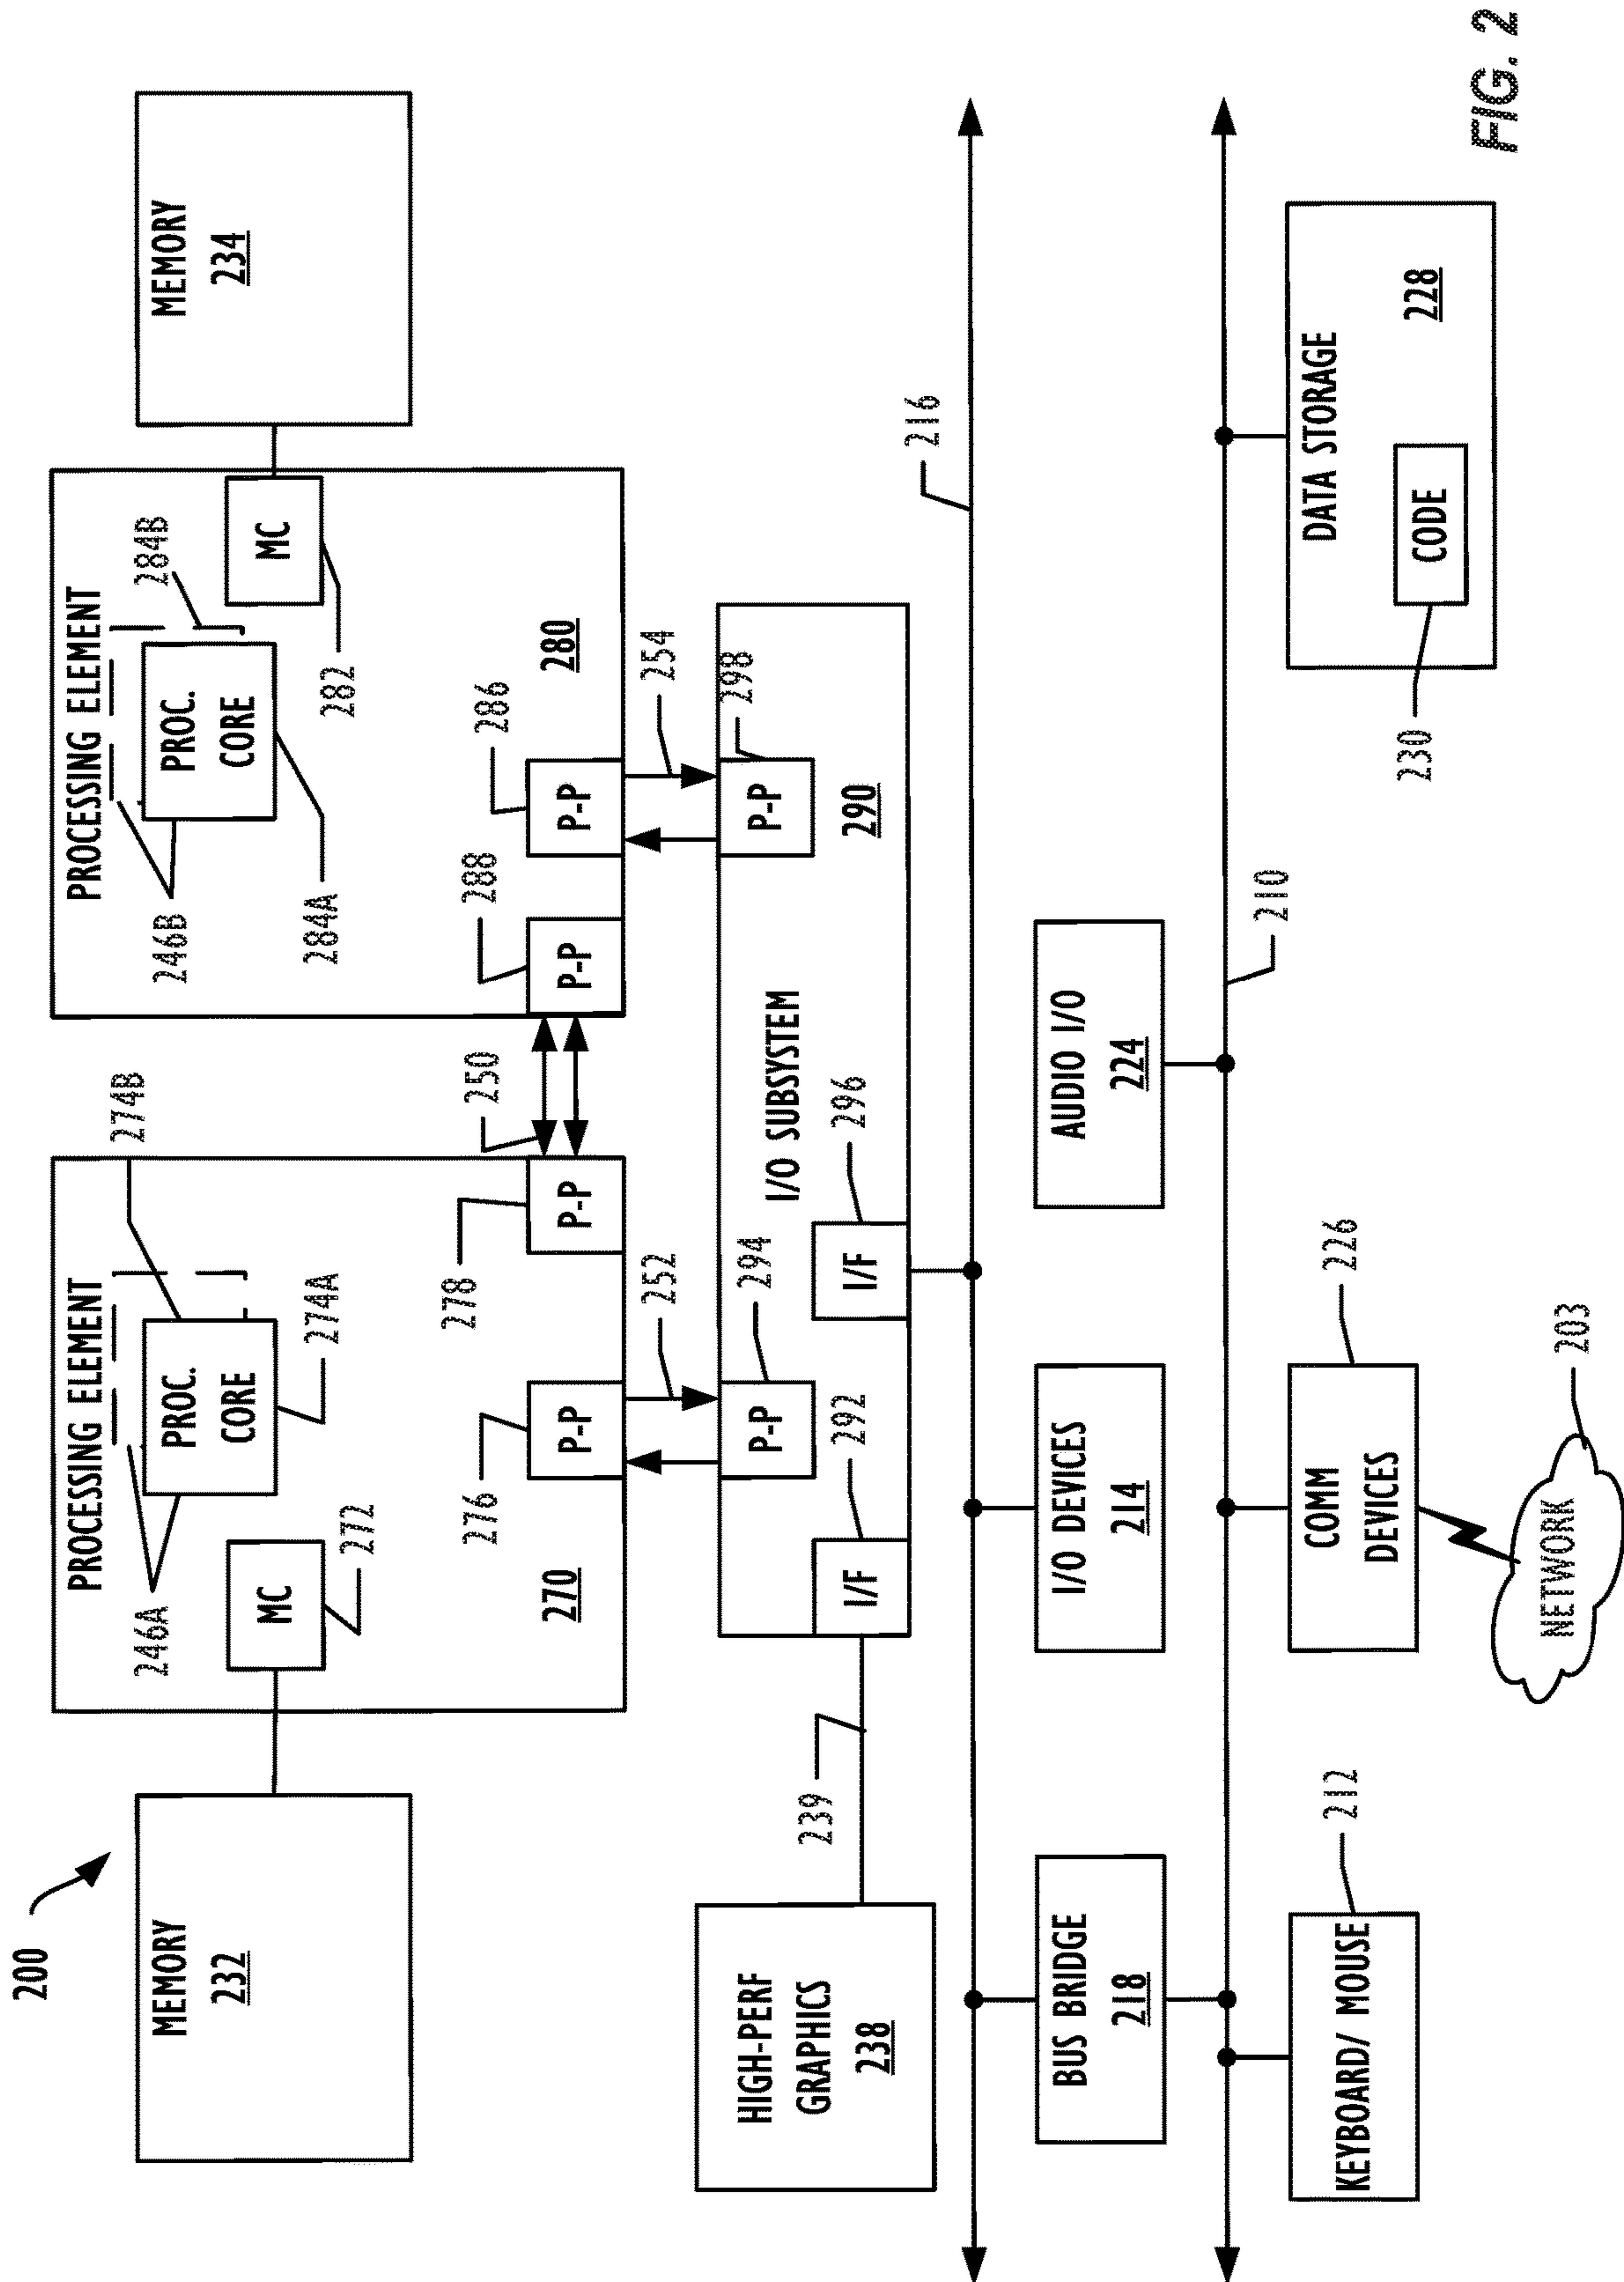 200
MEMORY
232
PROCESSING ELEMENT
246A
PROC.
CORE
274B
274A
MC
272
270
276
P-P
278
P-P
250
PROCESSING ELEMENT
246B
PROC.
CORE
284B
284A
MC
282
280
288
P-P
286
P-P
MEMORY
234
252
254
HIGH-PERF
GRAPHICS
238
239
I/F
292
P-P
294
I/F
296
I/O SUBSYSTEM
P-P
298
290
216
BUS BRIDGE
218
I/O DEVICES
214
AUDIO I/O
224
210
KEYBOARD/ MOUSE
212
COMM
DEVICES
226
NETWORK
203
DATA STORAGE
228
CODE
230
FIG. 2